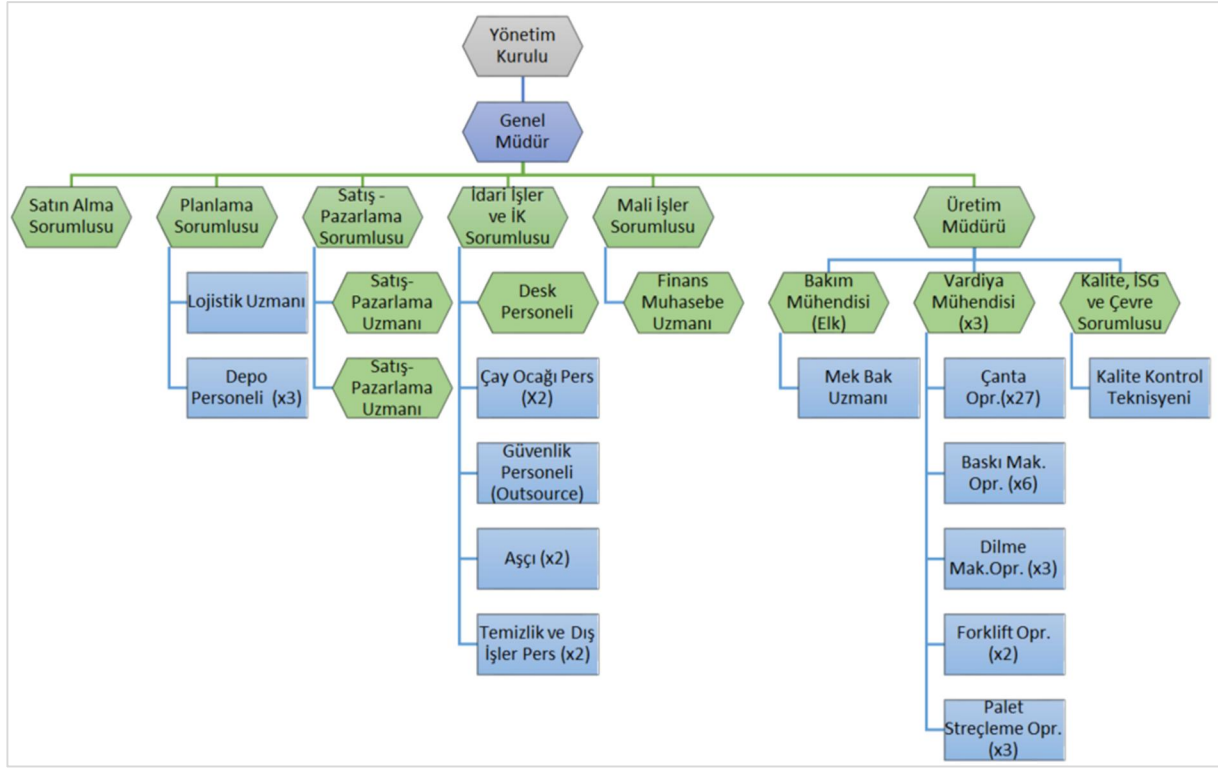 Yönetim
Kurulu
Genel
Müdür
Satın Alma
Sorumlusu
Planlama
Sorumlusu
Satış -
Pazarlama
Sorumlusu
İdari İşler
ve İK
Sorumlusu
Mali İşler
Sorumlusu
Üretim
Müdürü
Lojistik Uzmanı
Depo
Personeli (x3)
Satış-
Pazarlama
Uzmanı
Satış-
Pazarlama
Uzmanı
Desk
Personeli
Çay Ocağı Pers
(X2)
Güvenlik
Personeli
(Outsource)
Aşçı (x2)
Temizlik ve Dış
İşler Pers (x2)
Finans
Muhasebe
Uzmanı
Bakım
Mühendisi
(Elk)
Mek Bak
Uzmanı
Vardiya
Mühendisi
(x3)
Çanta
Opr.(x27)
Baskı Mak.
Opr. (x6)
Dilme
Mak.Opr. (x3)
Forklift Opr.
(x2)
Palet
Streçleme Opr.
(x3)
Kalite, İSG
ve Çevre
Sorumlusu
Kalite Kontrol
Teknisyeni